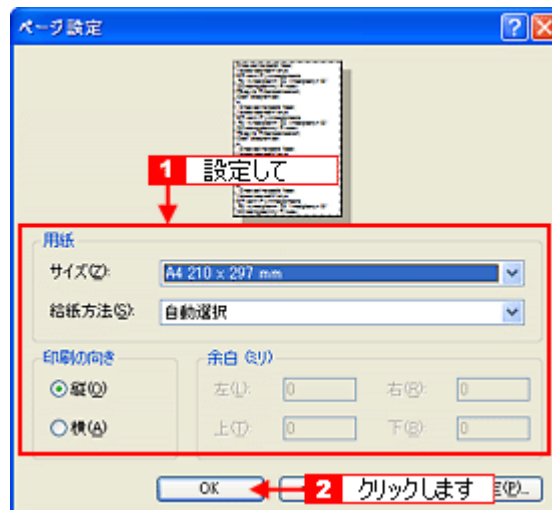 ページ設定
1 設定して
用紙
サイズ(Z):
A4 210 x 297 mm
給紙方法(S):
自動選択
印刷の向き
縦(O)
横(A)
余白 (ミリ)
左(L): 0 右(R): 0
上(T): 0 下(B): 0
OK 2 クリックします (P)...